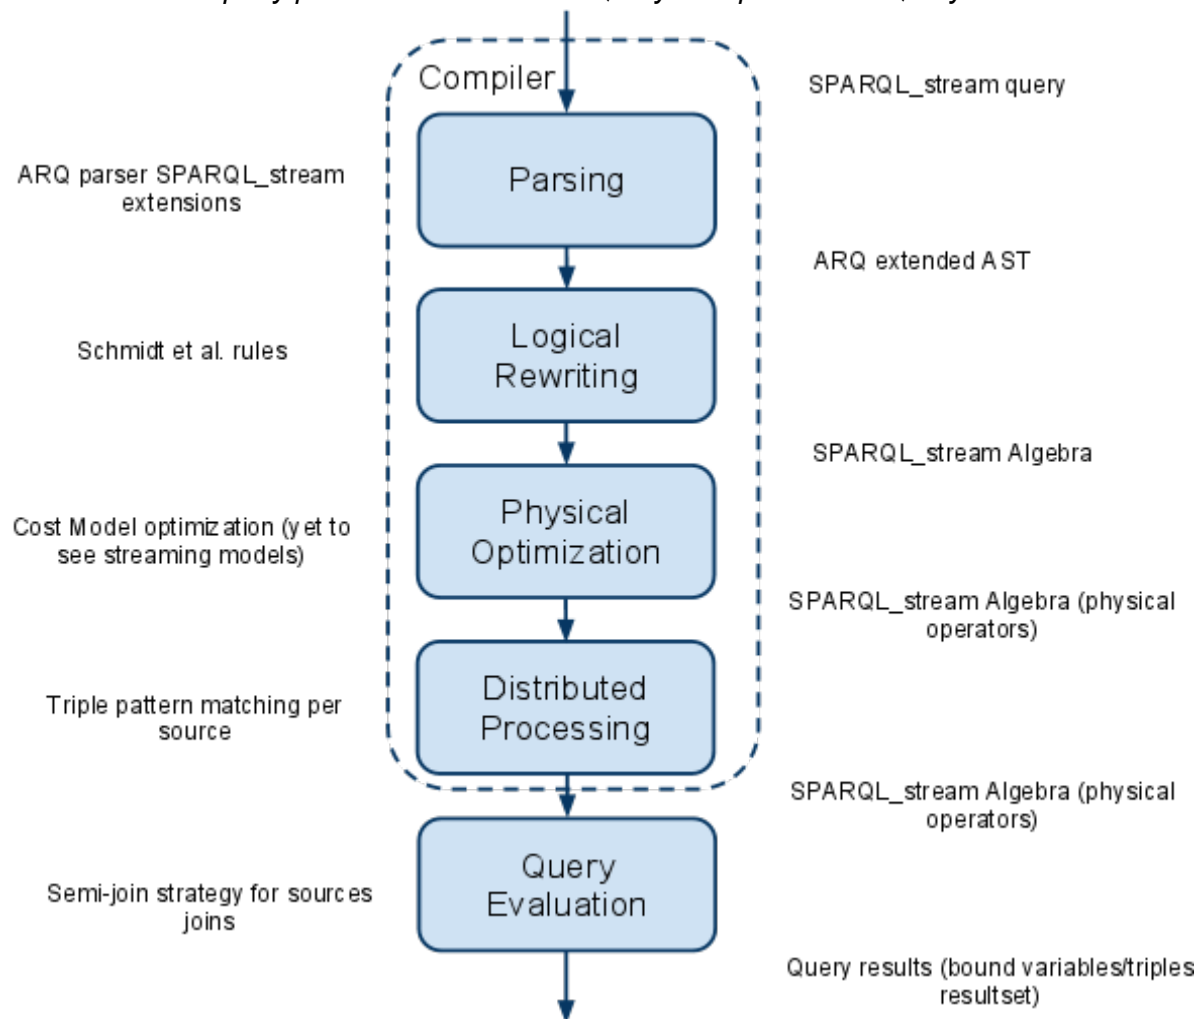 Compiler
SPARQL_stream query
Parsing
ARQ parser SPARQL_stream
extensions
ARQ extended AST
Logical
Rewriting
Schmidt et al. rules
SPARQL_stream Algebra
Physical
Optimization
Cost Model optimization (yet to
see streaming models)
SPARQL_stream Algebra (physical
operators)
Distributed
Processing
Triple pattern matching per
source
SPARQL_stream Algebra (physical
operators)
Query
Evaluation
Semi-join strategy for sources
joins
Query results (bound variables/triples
resultset)